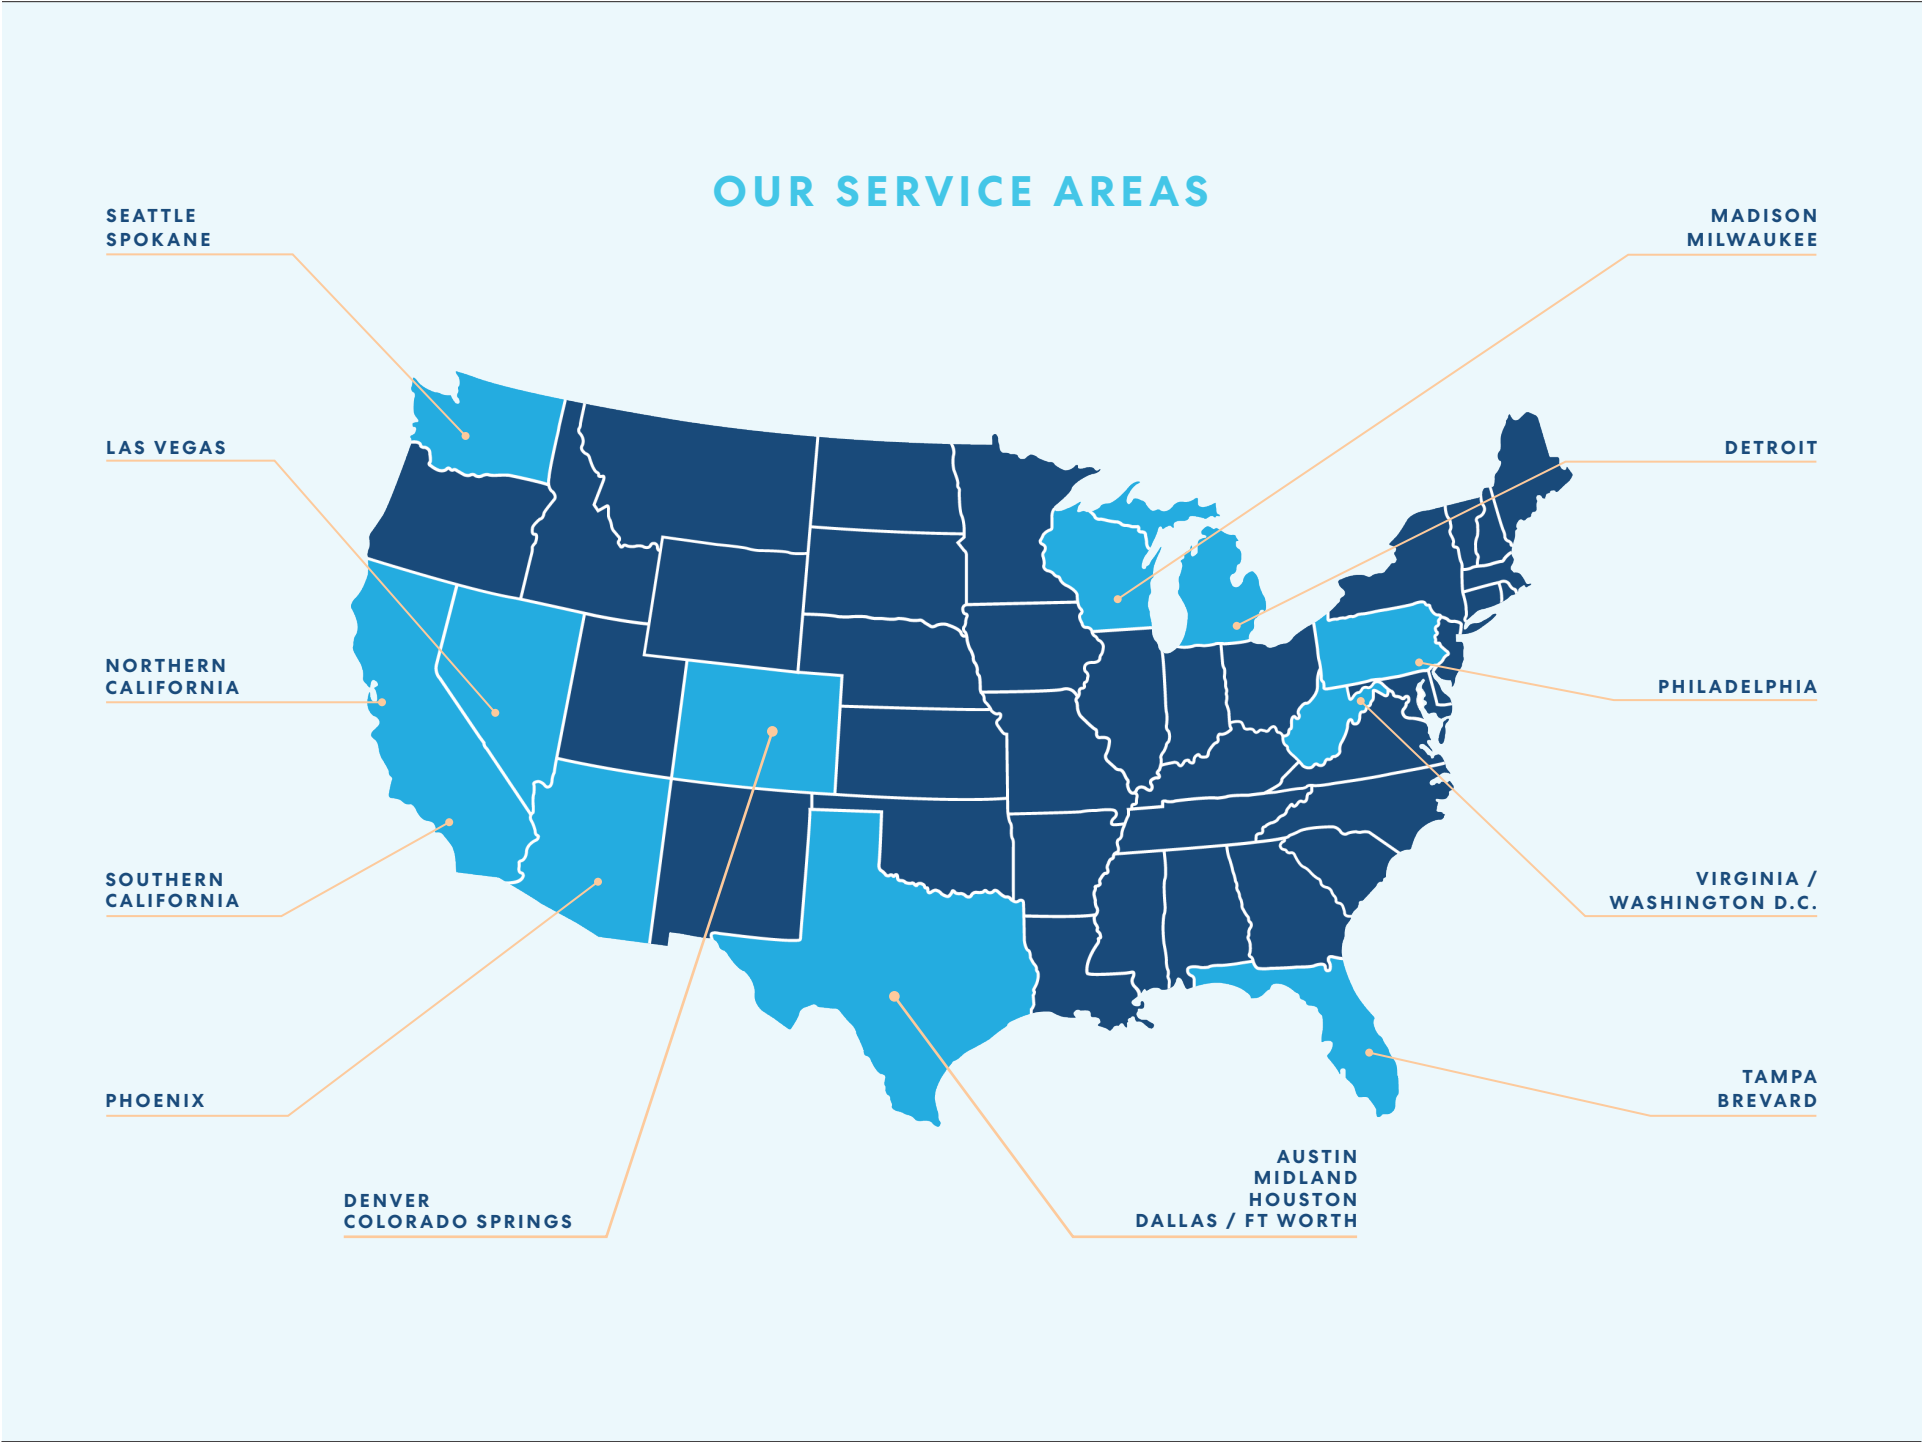 OUR SERVICE AREAS
SEATTLE
SPOKANE
LAS VEGAS
NORTHERN
CALIFORNIA
SOUTHERN
CALIFORNIA
PHOENIX
DENVER
COLORADO SPRINGS
AUSTIN
MIDLAND
HOUSTON
DALLAS / FT WORTH
MADISON
MILWAUKEE
DETROIT
PHILADELPHIA
VIRGINIA /
WASHINGTON D.C.
TAMPA
BREVARD